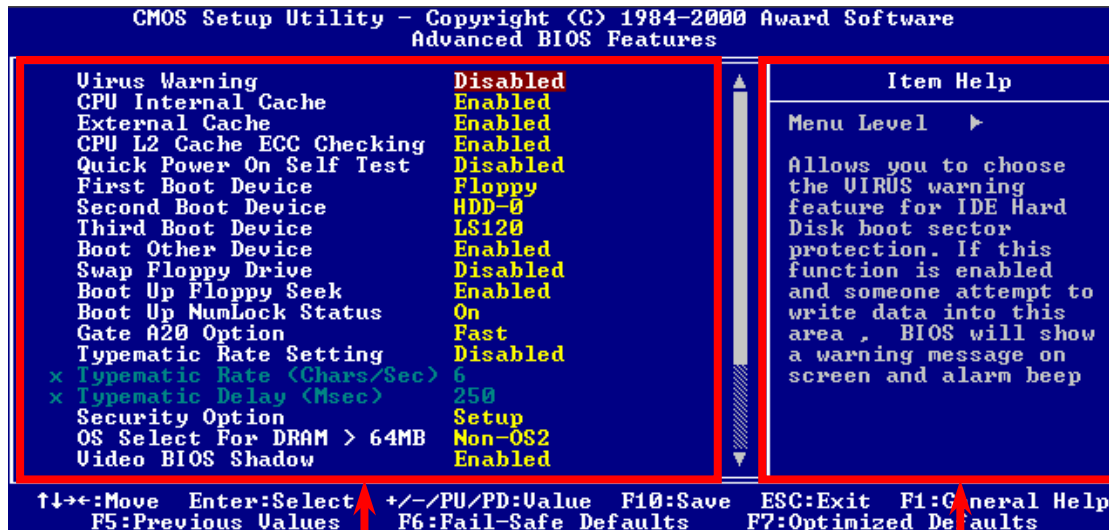 CMOS Setup Utility – Copyright (C) 1984–2000 Award Software
Advanced BIOS Features
Virus Warning Disabled
CPU Internal Cache Enabled
External Cache Enabled
CPU L2 Cache ECC Checking Enabled
Quick Power On Self Test Disabled
First Boot Device Floppy
Second Boot Device HDD-0
Third Boot Device LS120
Boot Other Device Enabled
Swap Floppy Drive Disabled
Boot Up Floppy Seek Enabled
Boot Up NumLock Status On
Gate A20 Option Fast
Typematic Rate Setting Disabled
x Typematic Rate (Chars/Sec) 6
x Typematic Delay (Msec) 250
Security Option Setup
OS Select For DRAM > 64MB Non-OS2
Video BIOS Shadow Enabled
Item Help
Menu Level ►
Allows you to choose
the VIRUS warning
feature for IDE Hard
Disk boot sector
protection. If this
function is enabled
and someone attempt to
write data into this
area , BIOS will show
a warning message on
screen and alarm beep
↑↓→←:Move Enter:Select +/-/PU/PD:Value F10:Save ESC:Exit F1:General Help
F5:Previous Values F6:Fail-Safe Defaults F7:Optimized Defaults